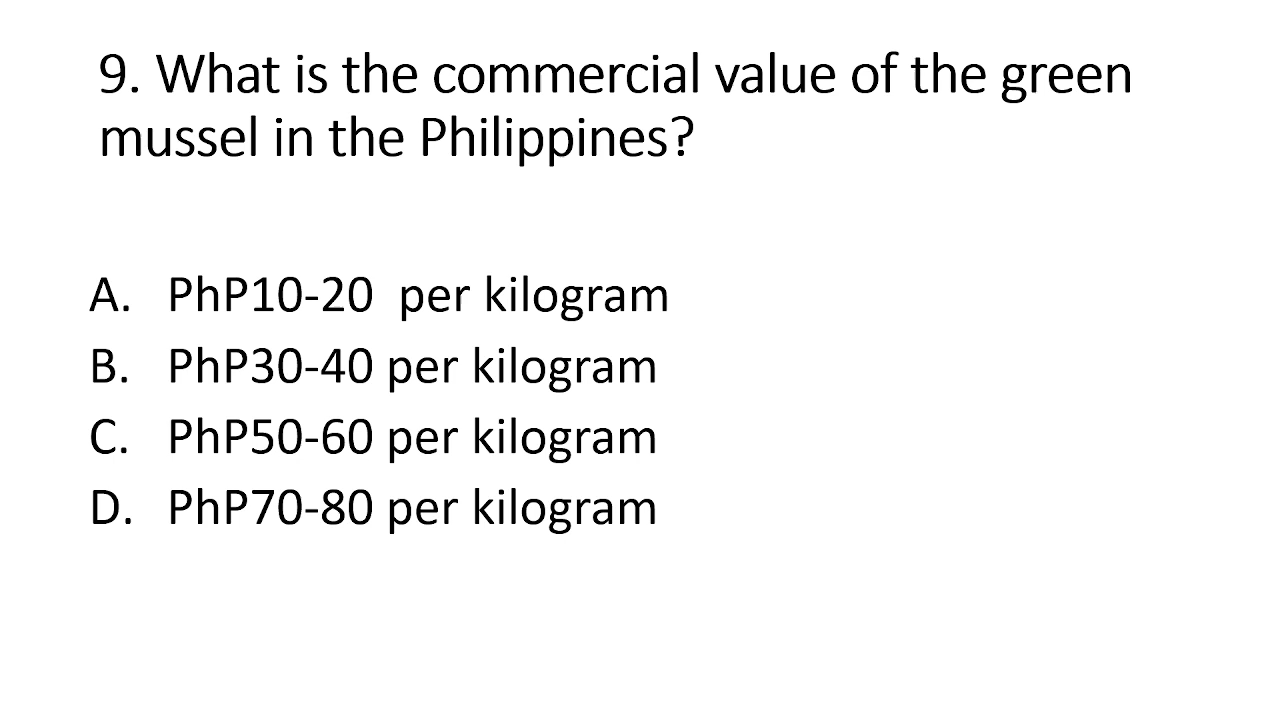 9. What is the commercial value of the green
mussel in the Philippines?
A. PhP10-20 per kilogram
B. PhP30-40 per kilogram
C. PhP50-60 per kilogram
D. PhP70-80 per kilogram